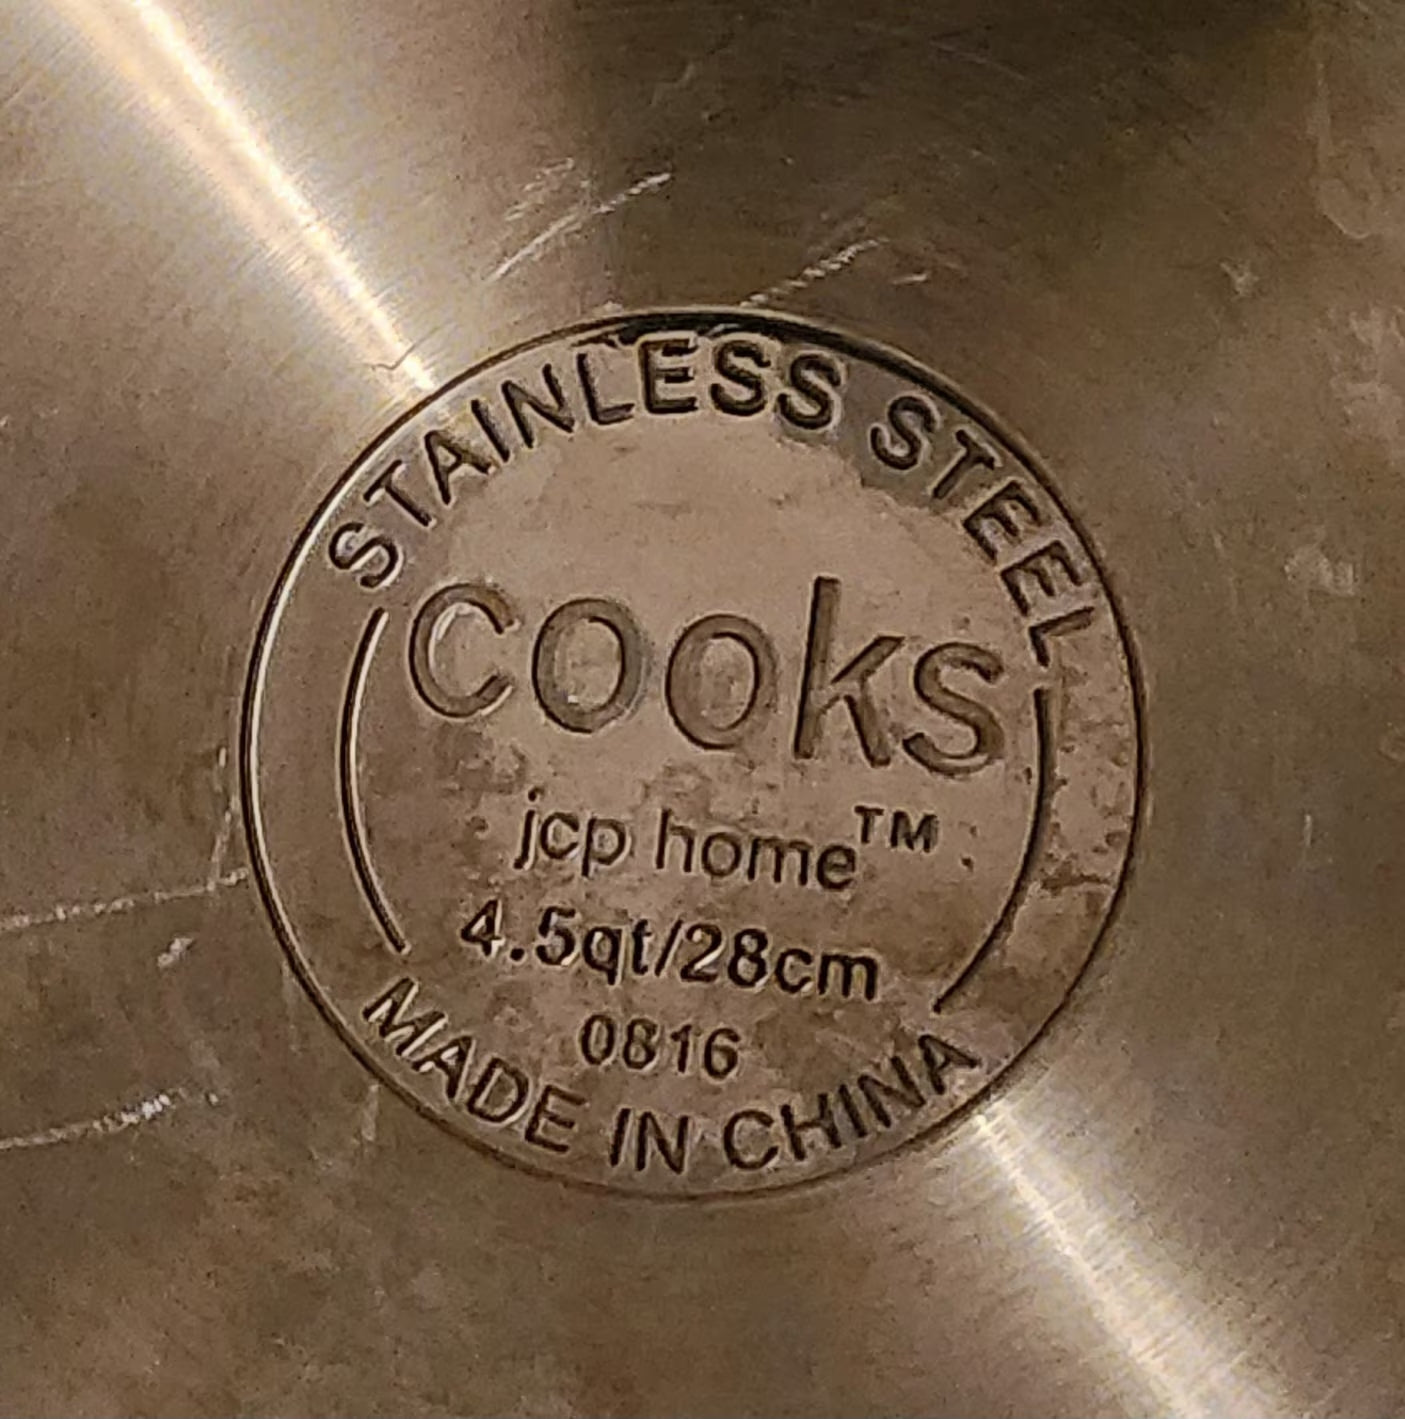 STAINLESS STEEL
cooks
jcp home™
4.5qt/28cm
0816
MADE IN CHINA